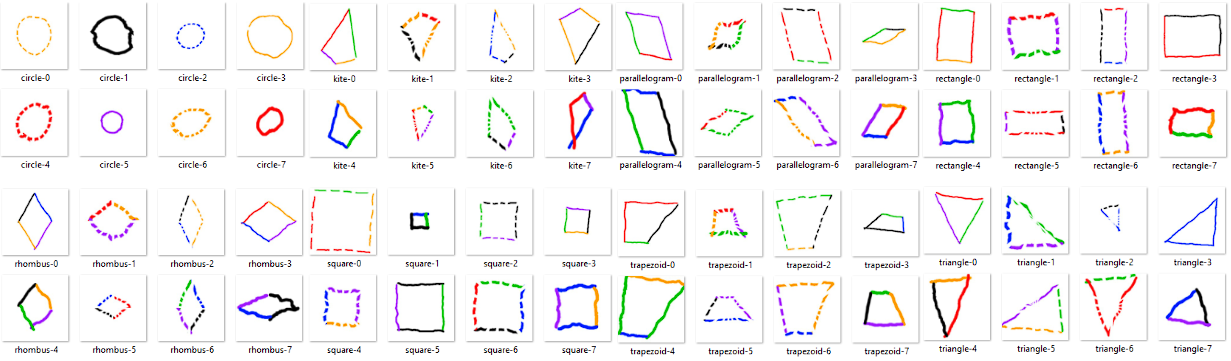 circle-0 circle-1 circle-2 circle-3 kite-0 kite-1 kite-2 kite-3 parallelogram-0 parallelogram-1 parallelogram-2 parallelogram-3 rectangle-0 rectangle-1 rectangle-2 rectangle-3
circle-4 circle-5 circle-6 circle-7 kite-4 kite-5 kite-6 kite-7 parallelogram-4 parallelogram-5 parallelogram-6 parallelogram-7 rectangle-4 rectangle-5 rectangle-6 rectangle-7
rhombus-0 rhombus-1 rhombus-2 rhombus-3 square-0 square-1 square-2 square-3 trapezoid-0 trapezoid-1 trapezoid-2 trapezoid-3 triangle-0 triangle-1 triangle-2 triangle-3
rhombus-4 rhombus-5 rhombus-6 rhombus-7 square-4 square-5 square-6 square-7 trapezoid-4 trapezoid-5 trapezoid-6 trapezoid-7 triangle-4 triangle-5 triangle-6 triangle-7